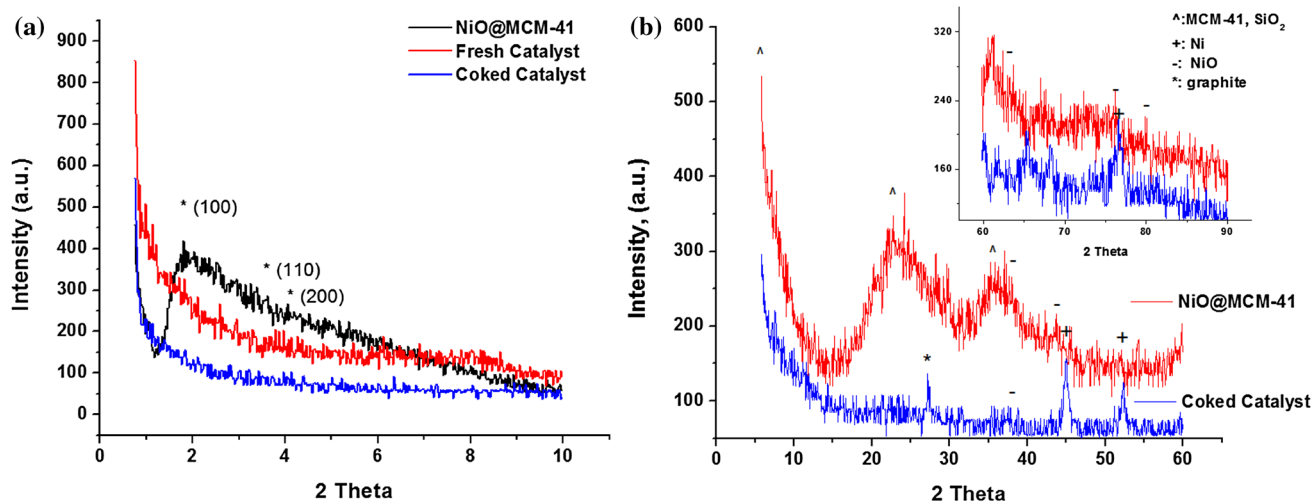 (a)
NiO@MCM-41
Fresh Catalyst
Coked Catalyst
900
800
700
600
500
400
300
200
100
0
Intensity (a.u.)
* (100)
* (110)
* (200)
0 2 4 6 8 10
2 Theta
(b)
600
500
400
300
200
100
Intensity, (a.u.)
^
^
^
-
-
+
+
*
-
NiO@MCM-41
Coked Catalyst
0 10 20 30 40 50 60
2 Theta
320
240
160
-
-
+
-
60 70 80 90
2 Theta
^:MCM-41, SiO2
+: Ni
-: NiO
*: graphite